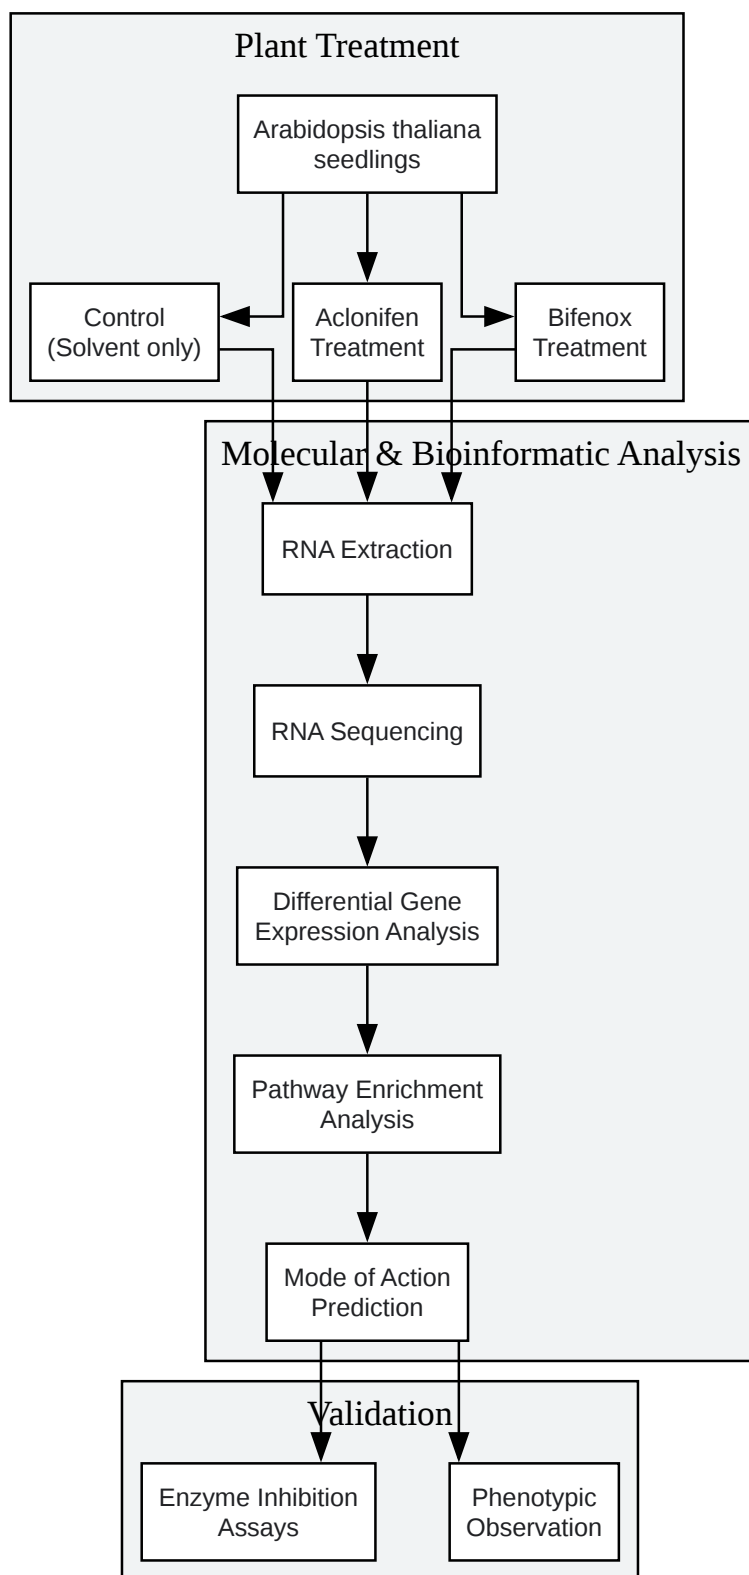 Plant Treatment
Arabidopsis thaliana
seedlings
Control
(Solvent only)
Aclonifen
Treatment
Bifenox
Treatment
Molecular & Bioinformatic Analysis
RNA Extraction
RNA Sequencing
Differential Gene
Expression Analysis
Pathway Enrichment
Analysis
Mode of Action
Prediction
Validation
Enzyme Inhibition
Assays
Phenotypic
Observation